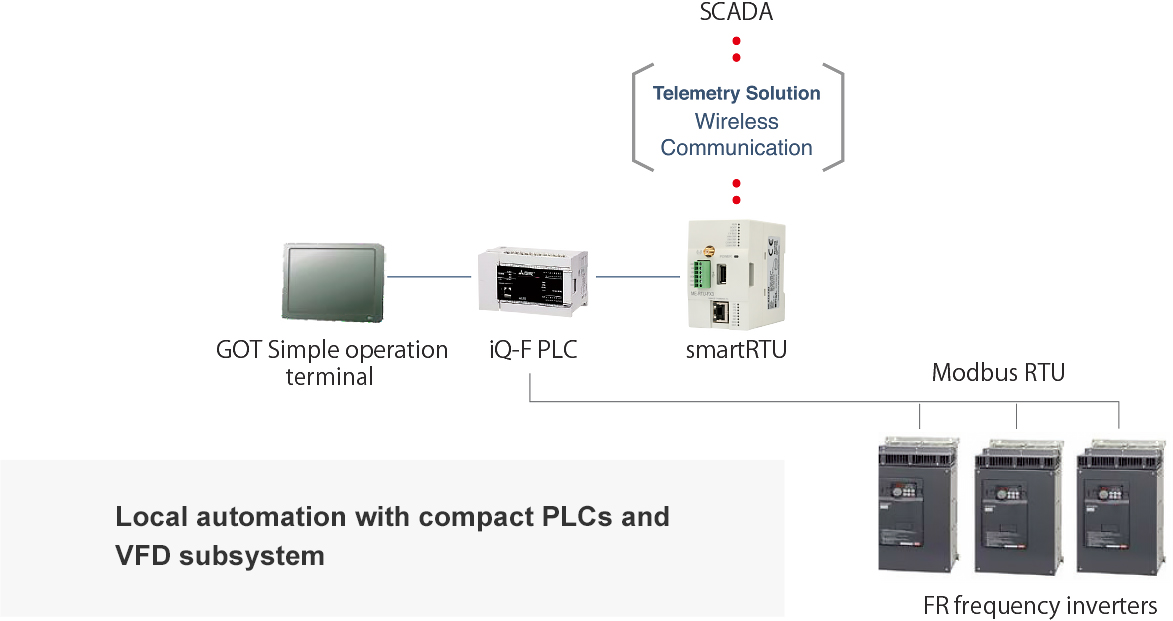 SCADA
Telemetry Solution
Wireless
Communication
GOT Simple operation
terminal
iQ-F PLC
smartRTU
Modbus RTU
FR frequency inverters
Local automation with compact PLCs and
VFD subsystem